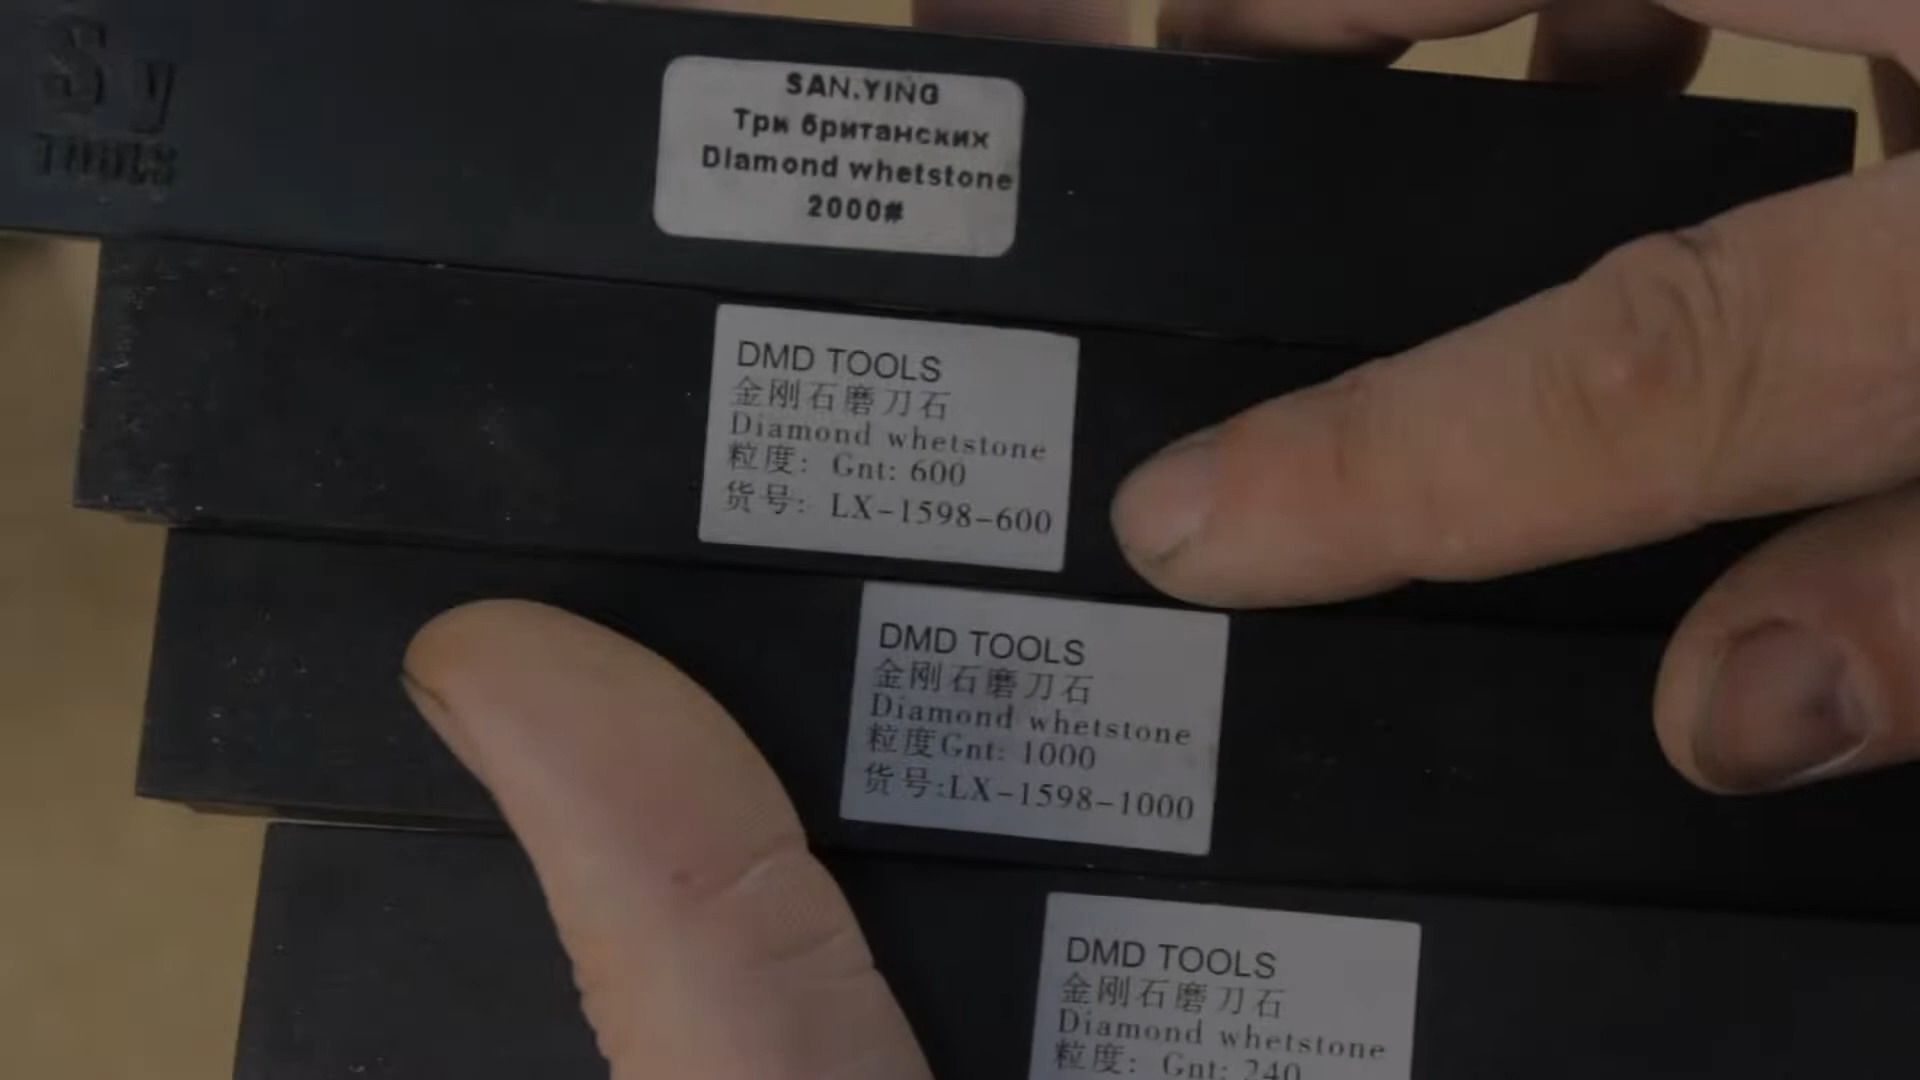 Sy
TOOLS
SAN.YING
Три британских
Diamond whetstone
2000#
DMD TOOLS
金刚石磨刀石
Diamond whetstone
粒度: Gnt: 600
货号: LX-1598-600
DMD TOOLS
金刚石磨刀石
Diamond whetstone
粒度Gnt: 1000
货号:LX-1598-1000
DMD TOOLS
金刚石磨刀石
Diamond whetstone
粒度: Gnt: 240